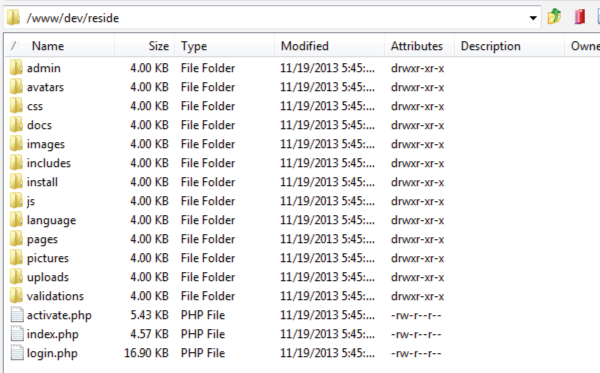 /www/dev/reside
/ Name Size Type Modified Attributes Description Owne
admin 4.00 KB File Folder 11/19/2013 5:45:... drwxr-xr-x
avatars 4.00 KB File Folder 11/19/2013 5:45:... drwxr-xr-x
css 4.00 KB File Folder 11/19/2013 5:45:... drwxr-xr-x
docs 4.00 KB File Folder 11/19/2013 5:45:... drwxr-xr-x
images 4.00 KB File Folder 11/19/2013 5:45:... drwxr-xr-x
includes 4.00 KB File Folder 11/19/2013 5:45:... drwxr-xr-x
install 4.00 KB File Folder 11/19/2013 5:45:... drwxr-xr-x
js 4.00 KB File Folder 11/19/2013 5:45:... drwxr-xr-x
language 4.00 KB File Folder 11/19/2013 5:45:... drwxr-xr-x
pages 4.00 KB File Folder 11/19/2013 5:45:... drwxr-xr-x
pictures 4.00 KB File Folder 11/19/2013 5:45:... drwxr-xr-x
uploads 4.00 KB File Folder 11/19/2013 5:45:... drwxr-xr-x
validations 4.00 KB File Folder 11/19/2013 5:45:... drwxr-xr-x
activate.php 5.43 KB PHP File 11/19/2013 5:45:... -rw-r--r--
index.php 4.57 KB PHP File 11/19/2013 5:45:... -rw-r--r--
login.php 16.90 KB PHP File 11/19/2013 5:45:... -rw-r--r--